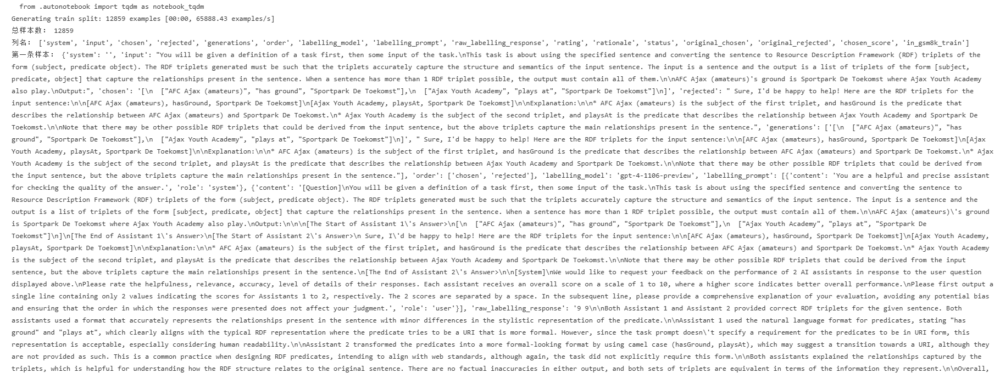 from .autonotebook import tqdm as notebook_tqdm
Generating train split: 12859 examples [00:00, 65888.43 examples/s]
总样本数： 12859
列名： ['system', 'input', 'chosen', 'rejected', 'generations', 'order', 'labelling_model', 'labelling_prompt', 'raw_labelling_response', 'rating', 'rationale', 'status', 'original_chosen', 'original_rejected', 'chosen_score', 'in_gsm8k_train']
第一条样本： {'system': '', 'input': "You will be given a definition of a task first, then some input of the task.\nThis task is about using the specified sentence and converting the sentence to Resource Description Framework (RDF) triplets of the
form (subject, predicate object). The RDF triplets generated must be such that the triplets accurately capture the structure and semantics of the input sentence. The input is a sentence and the output is a list of triplets of the form [subject,
predicate, object] that capture the relationships present in the sentence. When a sentence has more than 1 RDF triplet possible, the output must contain all of them.\n\nAFC Ajax (amateurs)'s ground is Sportpark De Toekomst where Ajax Youth Academy
also play.\nOutput:", 'chosen': '[\n  ["AFC Ajax (amateurs)", "has ground", "Sportpark De Toekomst"],\n  ["Ajax Youth Academy", "plays at", "Sportpark De Toekomst"]\n]', 'rejected': " Sure, I'd be happy to help! Here are the RDF triplets for the
input sentence:\n\n[AFC Ajax (amateurs), hasGround, Sportpark De Toekomst]\n[Ajax Youth Academy, playsAt, Sportpark De Toekomst]\n\nExplanation:\n\n* AFC Ajax (amateurs) is the subject of the first triplet, and hasGround is the predicate that
describes the relationship between AFC Ajax (amateurs) and Sportpark De Toekomst.\n* Ajax Youth Academy is the subject of the second triplet, and playsAt is the predicate that describes the relationship between Ajax Youth Academy and Sportpark De
Toekomst.\n\nNote that there may be other possible RDF triplets that could be derived from the input sentence, but the above triplets capture the main relationships present in the sentence.", 'generations': ['[\n  ["AFC Ajax (amateurs)", "has
ground", "Sportpark De Toekomst"],\n  ["Ajax Youth Academy", "plays at", "Sportpark De Toekomst"]\n]', " Sure, I'd be happy to help! Here are the RDF triplets for the input sentence:\n\n[AFC Ajax (amateurs), hasGround, Sportpark De Toekomst]\n[Ajax
Youth Academy, playsAt, Sportpark De Toekomst]\n\nExplanation:\n\n* AFC Ajax (amateurs) is the subject of the first triplet, and hasGround is the predicate that describes the relationship between AFC Ajax (amateurs) and Sportpark De Toekomst.\n* Ajax
Youth Academy is the subject of the second triplet, and playsAt is the predicate that describes the relationship between Ajax Youth Academy and Sportpark De Toekomst.\n\nNote that there may be other possible RDF triplets that could be derived from
the input sentence, but the above triplets capture the main relationships present in the sentence."], 'order': ['chosen', 'rejected'], 'labelling_model': 'gpt-4-1106-preview', 'labelling_prompt': [{'content': 'You are a helpful and precise assistant
for checking the quality of the answer.', 'role': 'system'}, {'content': '[Question]\nYou will be given a definition of a task first, then some input of the task.\nThis task is about using the specified sentence and converting the sentence to
Resource Description Framework (RDF) triplets of the form (subject, predicate object). The RDF triplets generated must be such that the triplets accurately capture the structure and semantics of the input sentence. The input is a sentence and the
output is a list of triplets of the form [subject, predicate, object] that capture the relationships present in the sentence. When a sentence has more than 1 RDF triplet possible, the output must contain all of them.\n\nAFC Ajax (amateurs)\'s ground
is Sportpark De Toekomst where Ajax Youth Academy also play.\nOutput:\n\n\n[The Start of Assistant 1\'s Answer>\n[\n  ["AFC Ajax (amateurs)", "has ground", "Sportpark De Toekomst"],\n  ["Ajax Youth Academy", "plays at", "Sportpark De
Toekomst"]\n]\n[The End of Assistant 1\'s Answer>\n[The Start of Assistant 2\'s Answer>\n Sure, I\'d be happy to help! Here are the RDF triplets for the input sentence:\n\n[AFC Ajax (amateurs), hasGround, Sportpark De Toekomst]\n[Ajax Youth Academy,
playsAt, Sportpark De Toekomst]\n\nExplanation:\n\n* AFC Ajax (amateurs) is the subject of the first triplet, and hasGround is the predicate that describes the relationship between AFC Ajax (amateurs) and Sportpark De Toekomst.\n* Ajax Youth Academy
is the subject of the second triplet, and playsAt is the predicate that describes the relationship between Ajax Youth Academy and Sportpark De Toekomst.\n\nNote that there may be other possible RDF triplets that could be derived from the input
sentence, but the above triplets capture the main relationships present in the sentence.\n[The End of Assistant 2\'s Answer>\n\n[System]\nWe would like to request your feedback on the performance of 2 AI assistants in response to the user question
displayed above.\nPlease rate the helpfulness, relevance, accuracy, level of details of their responses. Each assistant receives an overall score on a scale of 1 to 10, where a higher score indicates better overall performance.\nPlease first output a
single line containing only 2 values indicating the scores for Assistants 1 to 2, respectively. The 2 scores are separated by a space. In the subsequent line, please provide a comprehensive explanation of your evaluation, avoiding any potential bias
and ensuring that the order in which the responses were presented does not affect your judgment.', 'role': 'user'}], 'raw_labelling_response': '9 9\n\nBoth Assistant 1 and Assistant 2 provided correct RDF triplets for the given sentence. Both
assistants used a format that accurately represents the relationships present in the sentence with minor differences in the stylistic representation of the predicate.\n\nAssistant 1 used the natural language format for predicates, stating "has
ground" and "plays at", which clearly aligns with the typical RDF representation where the predicate tries to be a URI that is more formal. However, since the task prompt doesn\'t specify a requirement for the predicates to be in URI form, this
representation is acceptable, especially considering human readability.\n\nAssistant 2 transformed the predicates into a more formal-looking format by using camel case (hasGround, playsAt), which may suggest a transition towards a URI, although they
are not provided as such. This is a common practice when designing RDF predicates, intending to align with web standards, although again, the task did not explicitly require this form.\n\nBoth assistants explained the relationships captured by the
triplets, which is helpful for understanding how the RDF structure relates to the original sentence. There are no factual inaccuracies in either output, and both sets of triplets are equivalent in terms of the information they represent.\n\nOverall,